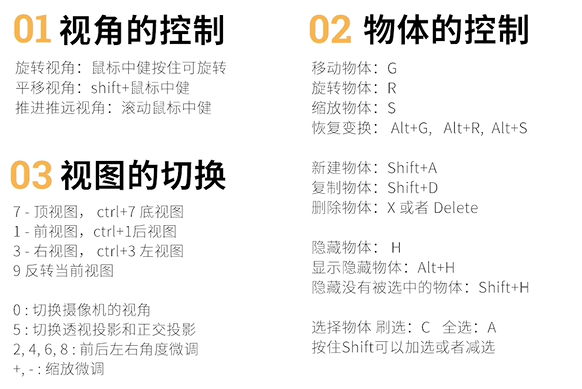 01 视角的控制
旋转视角：鼠标中健按住可旋转
平移视角：shift+鼠标中健
推进推远视角：滚动鼠标中健
02 物体的控制
移动物体：G
旋转物体：R
缩放物体：S
恢复变换： Alt+G, Alt+R, Alt+S
新建物体：Shift+A
复制物体：Shift+D
删除物体：X 或者 Delete
隐藏物体： H
显示隐藏物体：Alt+H
隐藏没有被选中的物体：Shift+H
选择物体 刷选：C 全选：A
按住Shift可以加选或者减选
03 视图的切换
7 - 顶视图， ctrl+7 底视图
1 - 前视图，ctrl+1后视图
3 - 右视图，ctrl+3 左视图
9 反转当前视图
0 : 切换摄像机的视角
5 : 切换透视投影和正交投影
2, 4, 6, 8 : 前后左右角度微调
+, - : 缩放微调